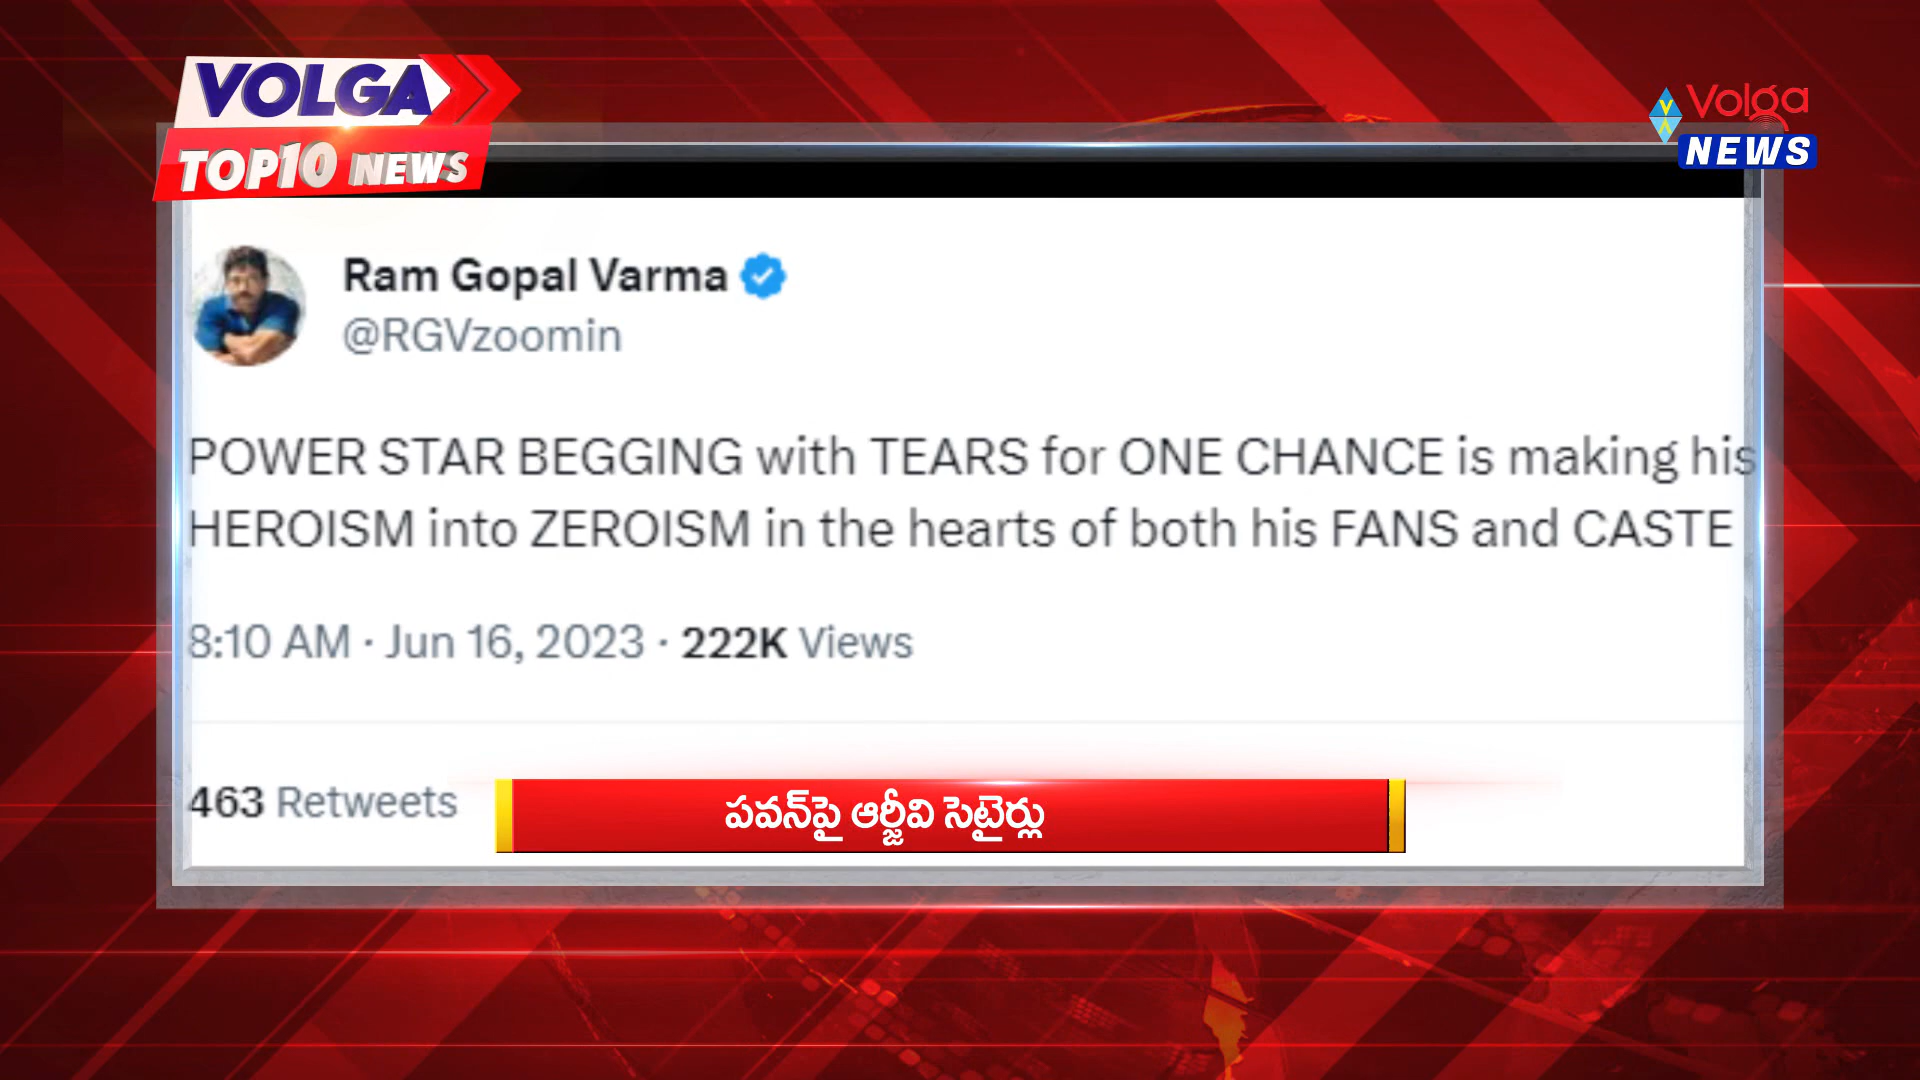 VOLGA
TOP10 NEWS
Volga
NEWS
Ram Gopal Varma
@RGVzoomin
POWER STAR BEGGING with TEARS for ONE CHANCE is making his
HEROISM into ZEROISM in the hearts of both his FANS and CASTE
8:10 AM · Jun 16, 2023 · 222K Views
463 Retweets
పవన్‌పై ఆర్జీవి సెటైర్లు